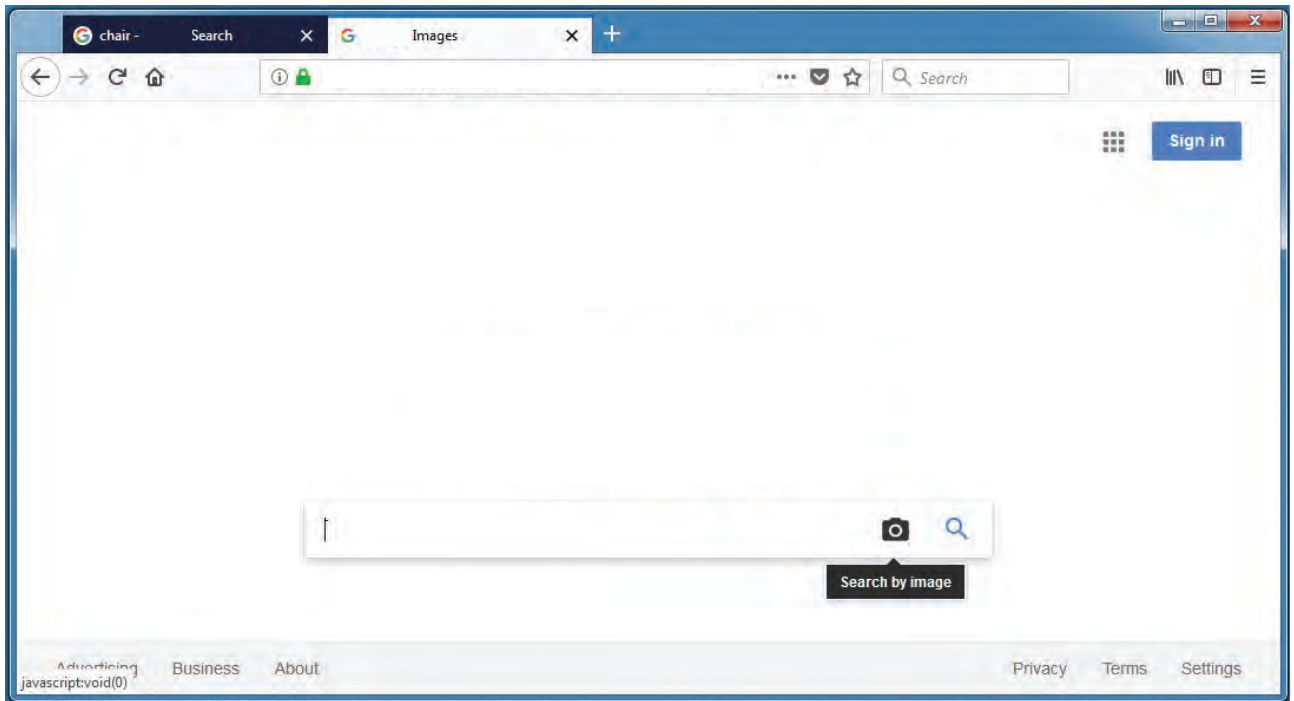 G chair - Search G Images
Search
Sign in
Search by image
Advertising Business About Privacy Terms Settings
javascript:void(0)